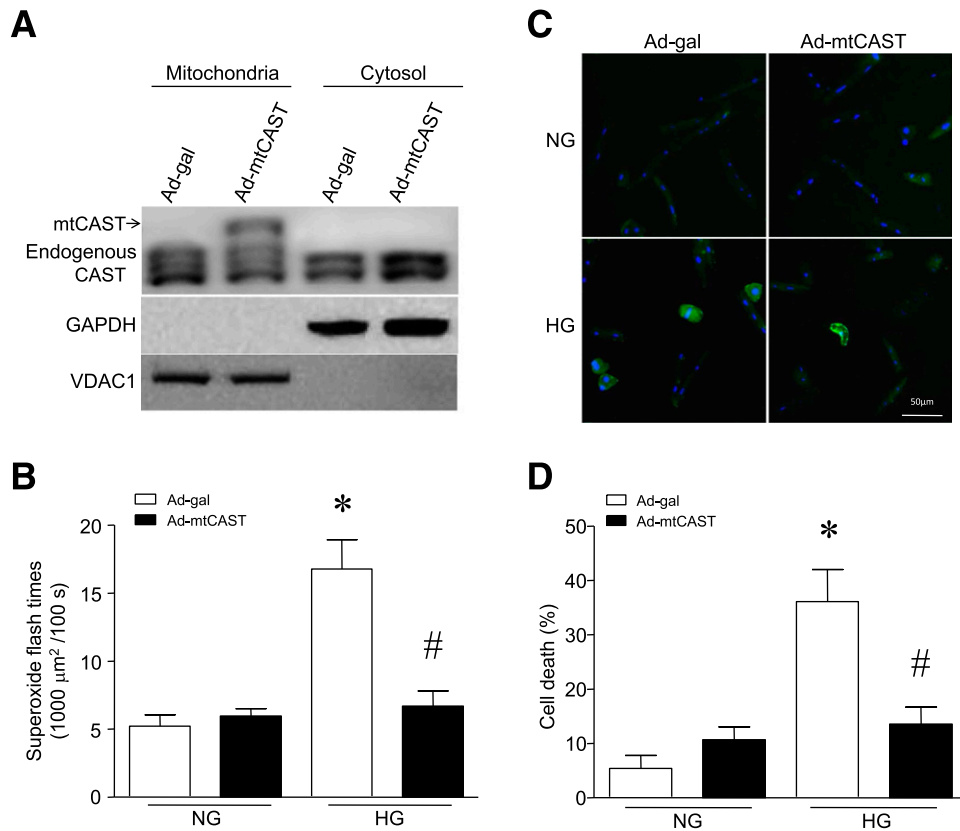 A
Mitochondria Cytosol
Ad-gal Ad-mtCAST Ad-gal Ad-mtCAST
mtCAST→
Endogenous
CAST
GAPDH
VDAC1
C
Ad-gal Ad-mtCAST
NG
HG
50μm
B
Ad-gal
Ad-mtCAST
Superoxide flash times
(1000 μm²/100 s)
20
15
10
5
0
*
#
NG HG
D
Ad-gal
Ad-mtCAST
Cell death (%)
50
40
30
20
10
0
*
#
NG HG